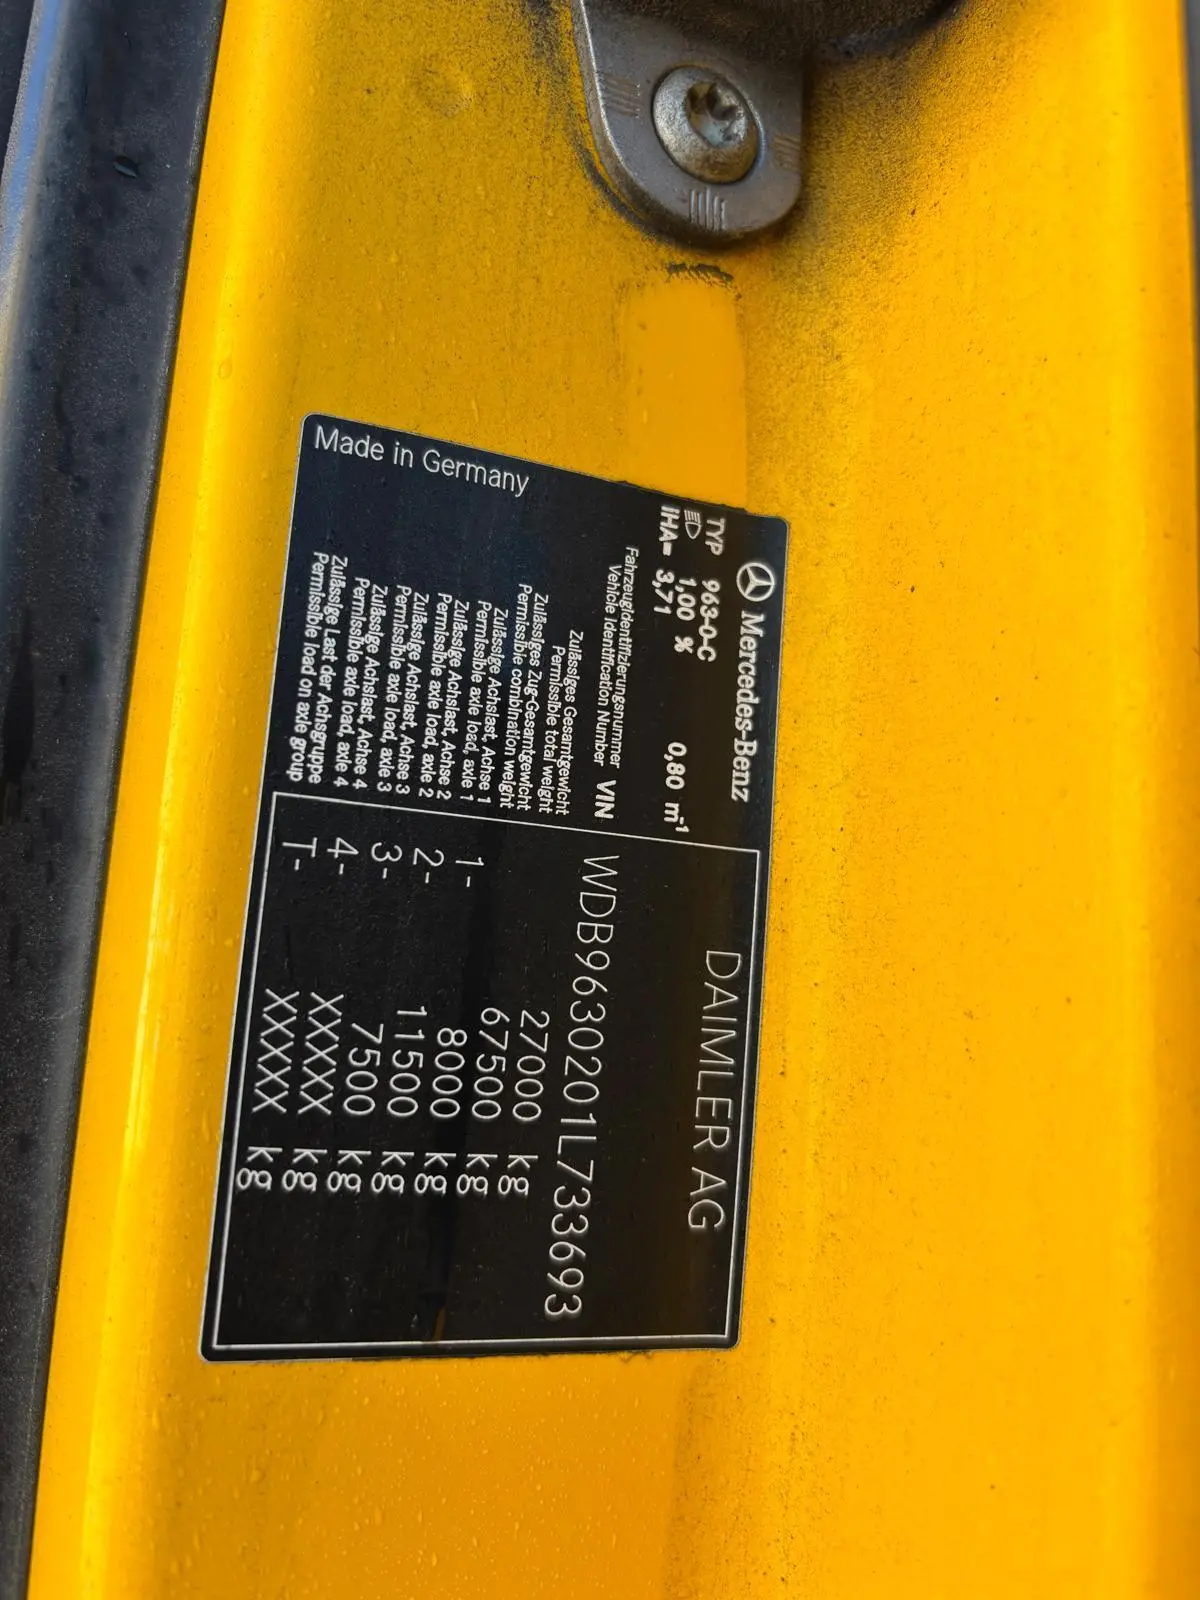 Mercedes-Benz
TYP 963-0-C
1,00 % 0,80 m⁻¹
IHA= 3,71
DAIMLER AG
Fahrzeugidentifizierungsnummer
Vehicle Identification Number VIN WDB9630201L733693
Zulässiges Gesamtgewicht
Permissible total weight 27000 kg
Zulässiges Zug-Gesamtgewicht
Permissible combination weight 67500 kg
Zulässige Achslast, Achse 1
Permissible axle load, axle 1 1- 8000 kg
Zulässige Achslast, Achse 2
Permissible axle load, axle 2 2- 11500 kg
Zulässige Achslast, Achse 3
Permissible axle load, axle 3 3- 7500 kg
Zulässige Achslast, Achse 4
Permissible axle load, axle 4 4- XXXXX kg
Zulässige Last der Achsgruppe
Permissible load on axle group T- XXXXX kg
Made in Germany